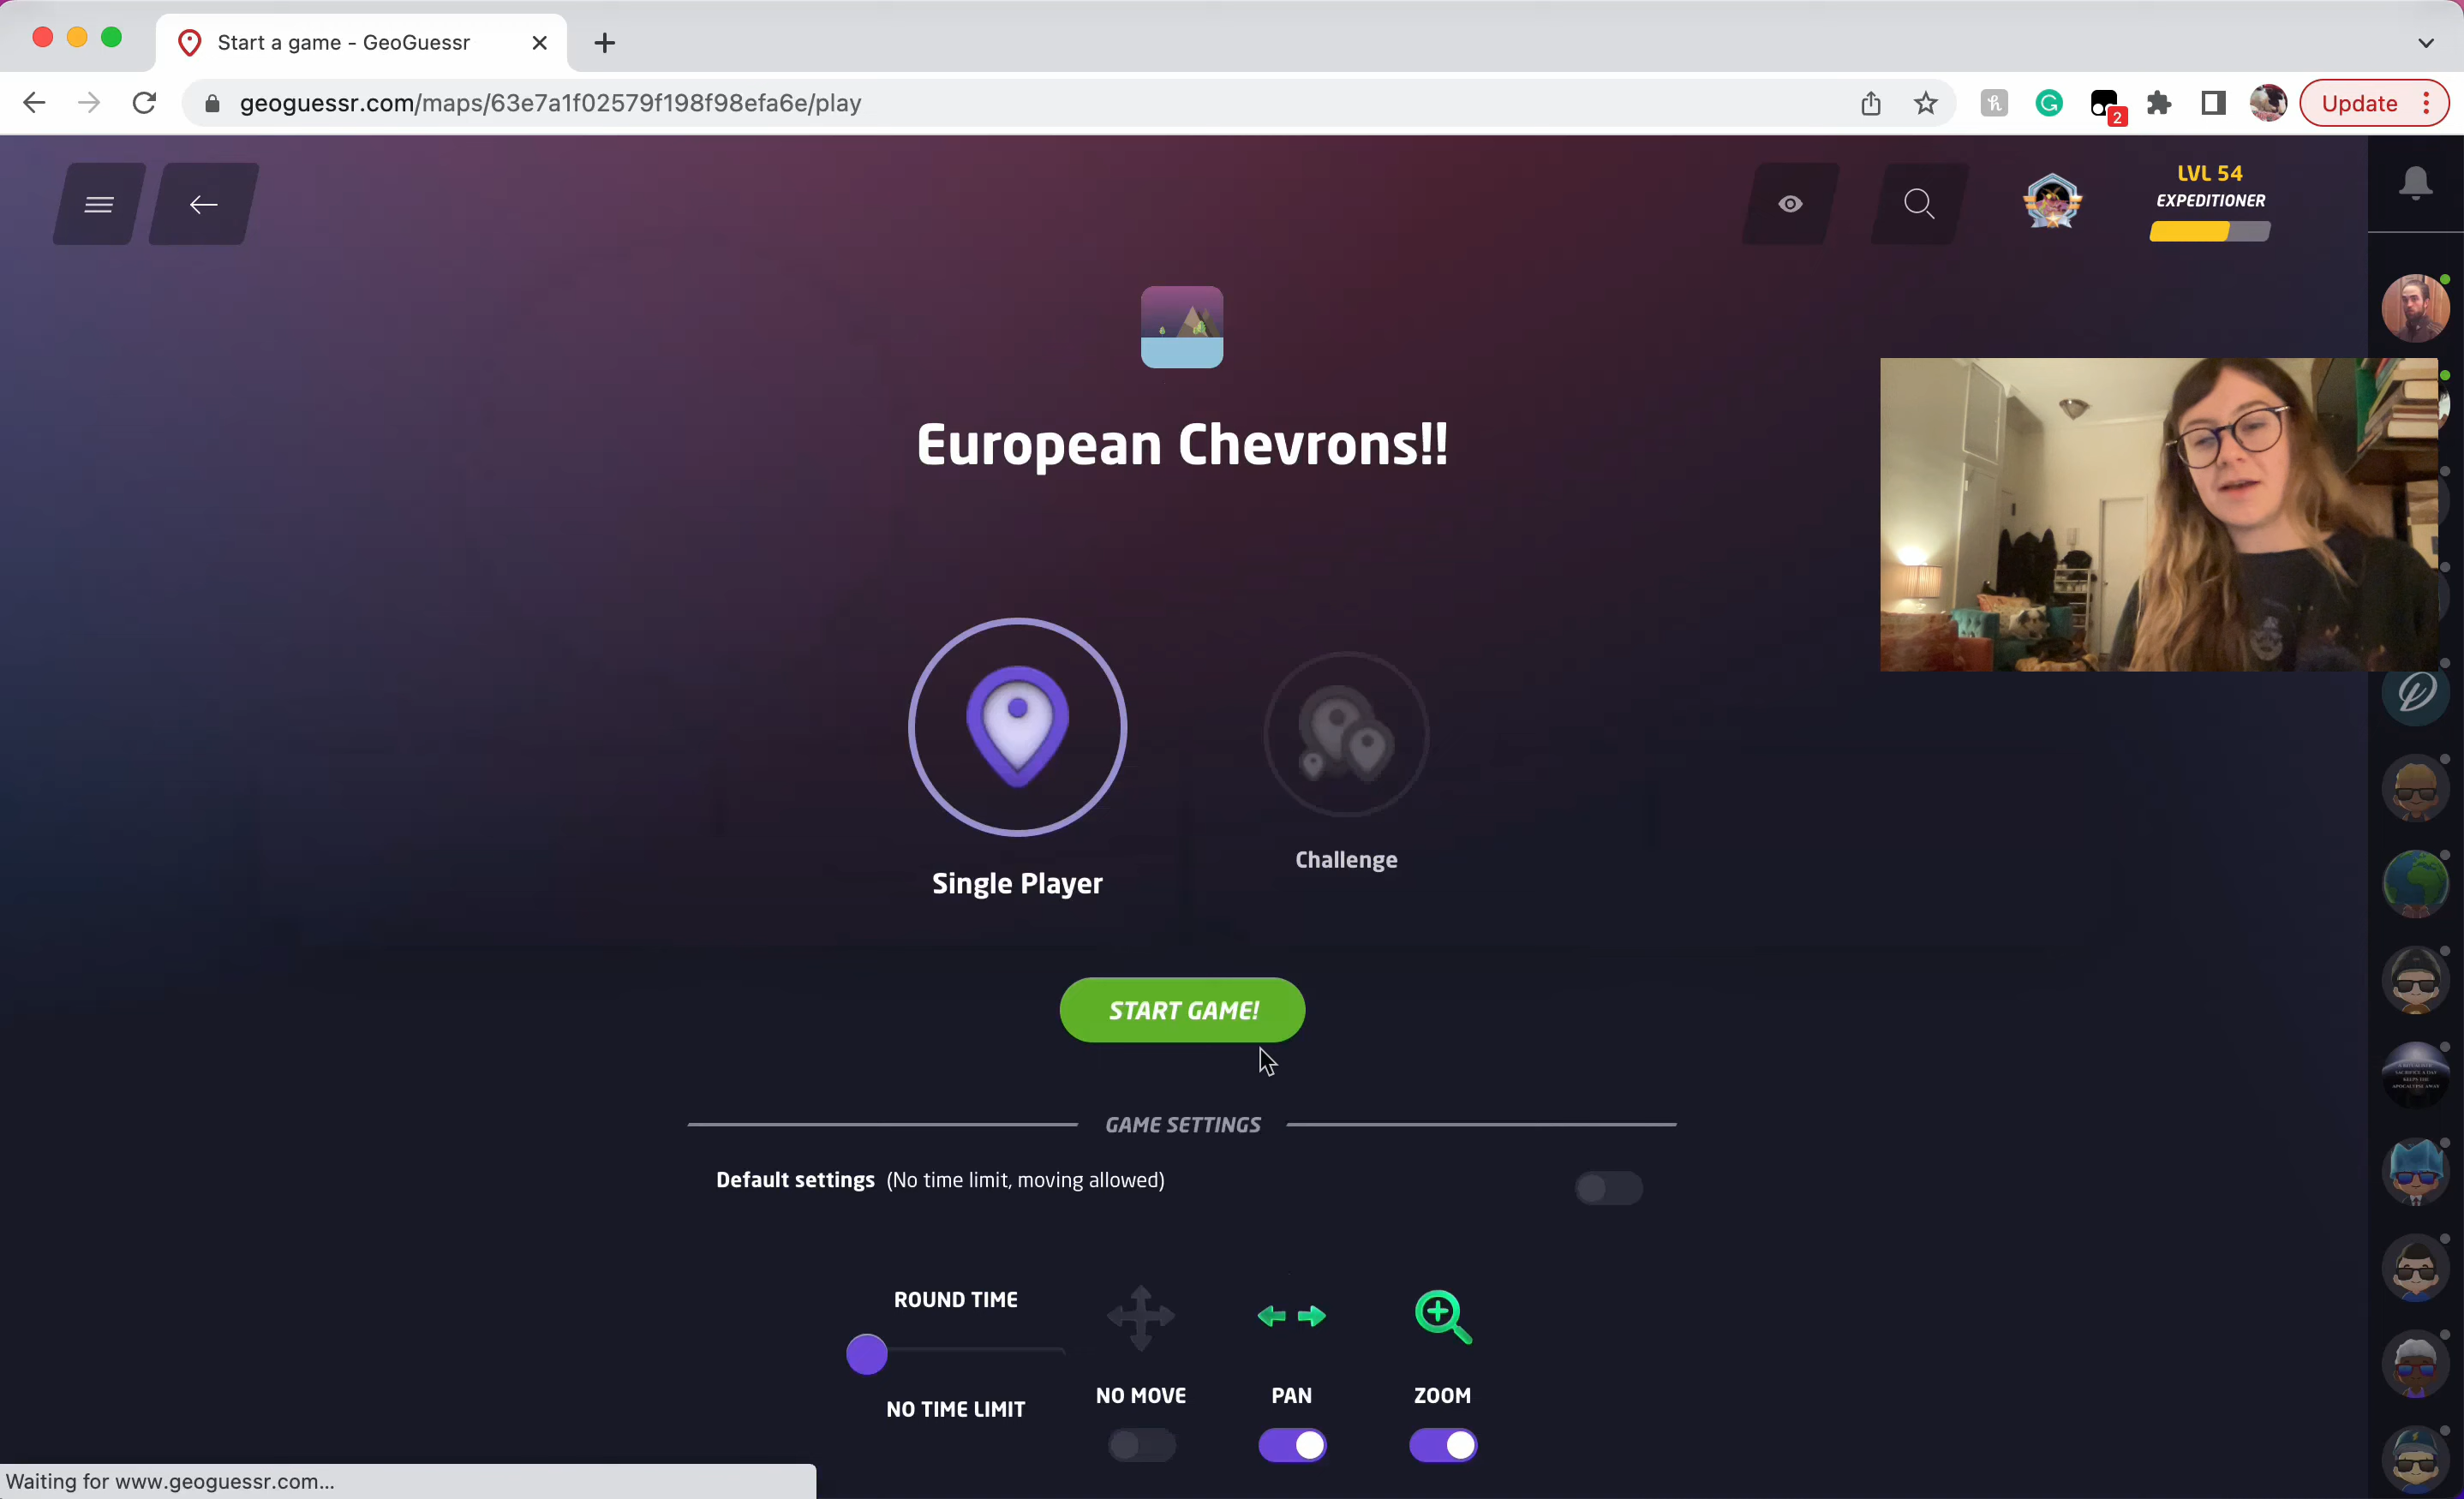 Start a game - GeoGuessr
geoguessr.com/maps/63e7a1f02579f198f98efa6e/play
2
Update
LVL 54
EXPEDITIONER
European Chevrons!!
Single Player
Challenge
START GAME!
GAME SETTINGS
Default settings (No time limit, moving allowed)
ROUND TIME
NO TIME LIMIT
NO MOVE
PAN
ZOOM
Waiting for www.geoguessr.com...